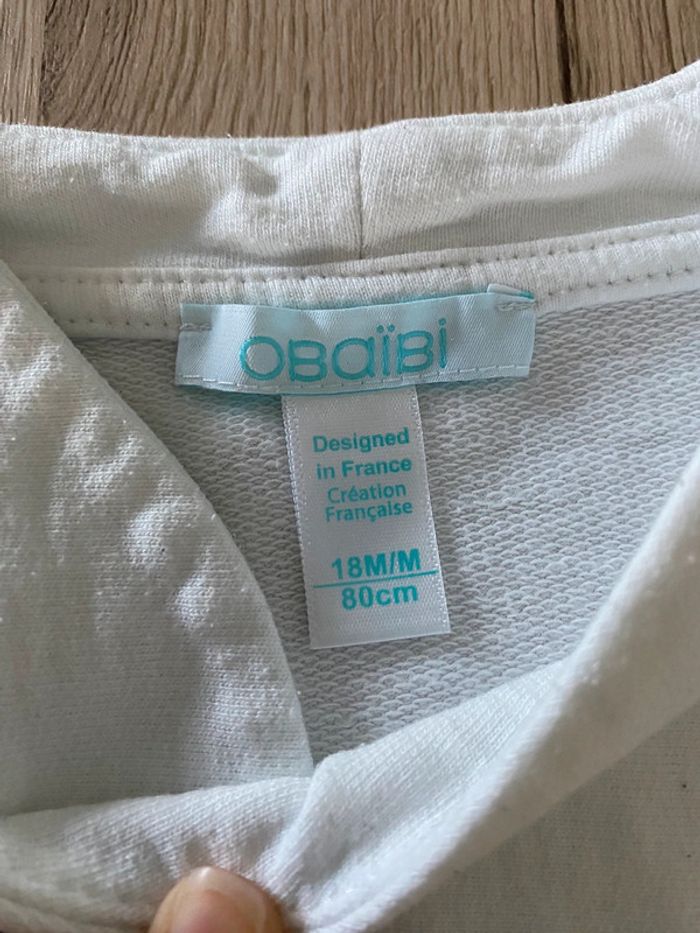 OBaïBi
Designed
in France
Création
Française
18M/M
80cm